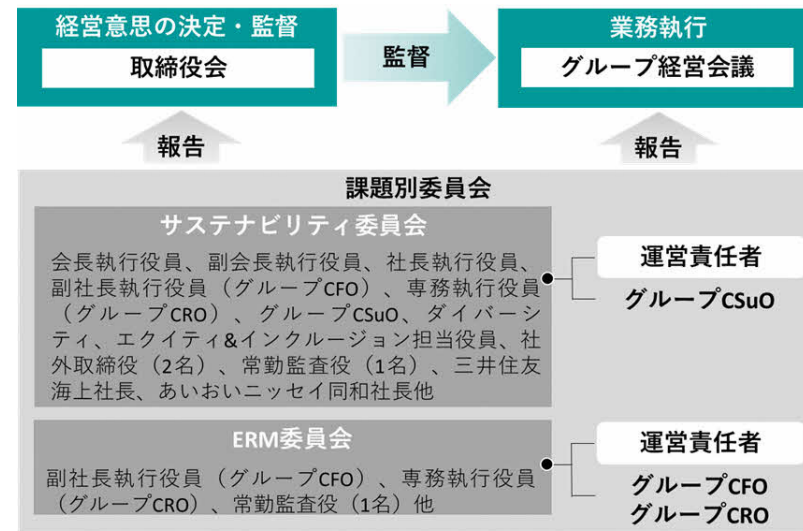 経営意思の決定・監督
取締役会
監督
業務執行
グループ経営会議
報告
報告
課題別委員会
サステナビリティ委員会
会長執行役員、副会長執行役員、社長執行役員、
副社長執行役員（グループCFO）、専務執行役員
（グループCRO）、グループCSuO、ダイバーシ
ティ、エクイティ&インクルージョン担当役員、社
外取締役（2名）、常勤監査役（1名）、三井住友
海上社長、あいおいニッセイ同和社長他
運営責任者
グループCSuO
ERM委員会
副社長執行役員（グループCFO）、専務執行役員
（グループCRO）、常勤監査役（1名）他
運営責任者
グループCFO
グループCRO